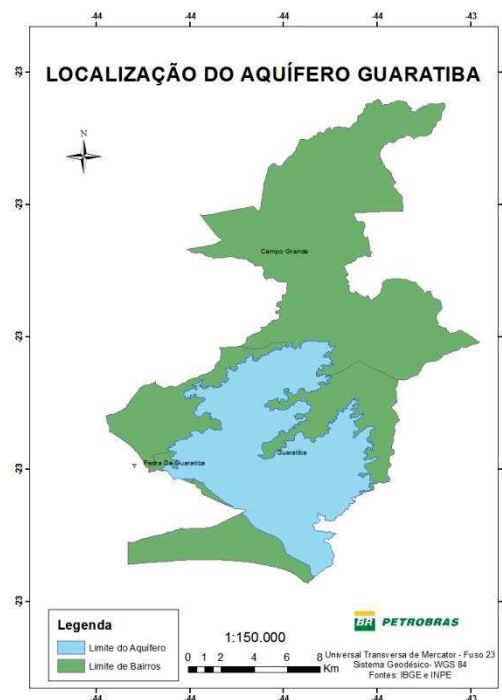 -44 -44 -44 -44 -43
-23
LOCALIZAÇÃO DO AQUÍFERO GUARATIBA
N
-23
Campo Grande
-23
Guaratiba
Pedra De Guaratiba
-23
-23
Legenda
Limite do Aquífero
Limite de Bairros
1:150.000
0 1 2 4 6 8 Km
BR PETROBRAS
Universal Transversa de Mercator - Fuso 23
Sistema Geodésico- WGS 84
Fontes: IBGE e INPE
-44 -44 -44 -44 -43